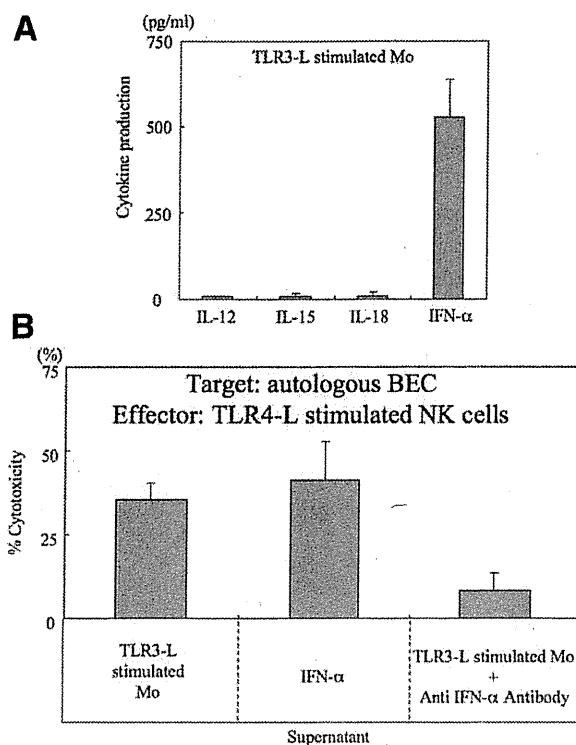 A
(pg/ml)
750
500
250
0
Cytokine production
TLR3-L stimulated Mo
IL-12 IL-15 IL-18 IFN-α
B
(%)
75
50
25
0
% Cytotoxicity
Target: autologous BEC
Effector: TLR4-L stimulated NK cells
TLR3-L
stimulated
Mo
IFN-α
TLR3-L stimulated Mo
+
Anti IFN-α Antibody
Supernatant